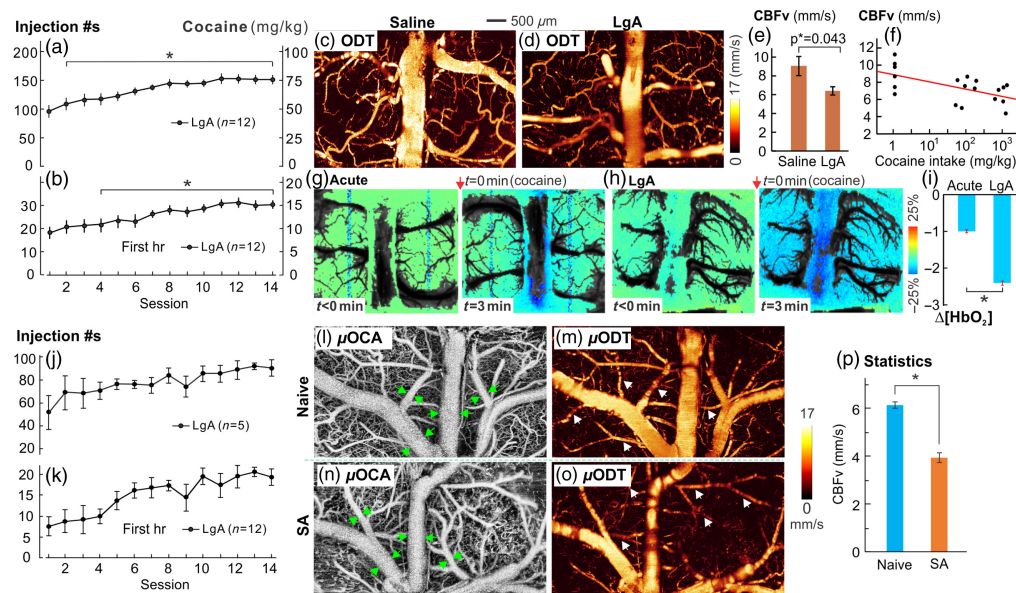 Injection #s
Cocaine (mg/kg)
(a)
*
150
125
100
75
50
25
0
100
75
50
25
0
LgA (n=12)
(b)
*
30
20
10
0
20
15
10
5
0
First hr
LgA (n=12)
2 4 6 8 10 12 14
Session
Saline
500 µm
LgA
(c) ODT
(d) ODT
17 (mm/s)
0
(e)
CBFv (mm/s)
p*=0.043
10
8
6
4
2
0
Saline LgA
(f)
CBFv (mm/s)
12
10
8
6
4
2
0
1 10¹ 10² 10³
Cocaine intake (mg/kg)
(g) Acute
t=0 min (cocaine)
t<0 min
t=3 min
(h) LgA
t=0 min (cocaine)
t<0 min
t=3 min
25%
-25%
(i)
Acute LgA
0
−1
−2
−3
*
Δ[HbO₂]
Injection #s
(j)
100
80
60
40
20
0
LgA (n=5)
(k)
20
15
10
5
0
First hr
LgA (n=12)
2 4 6 8 10 12 14
Session
Naive
(l) µOCA
(m) µODT
SA
(n) µOCA
(o) µODT
17
0
mm/s
(p) Statistics
*
CBFv (mm/s)
6
4
2
0
Naive SA